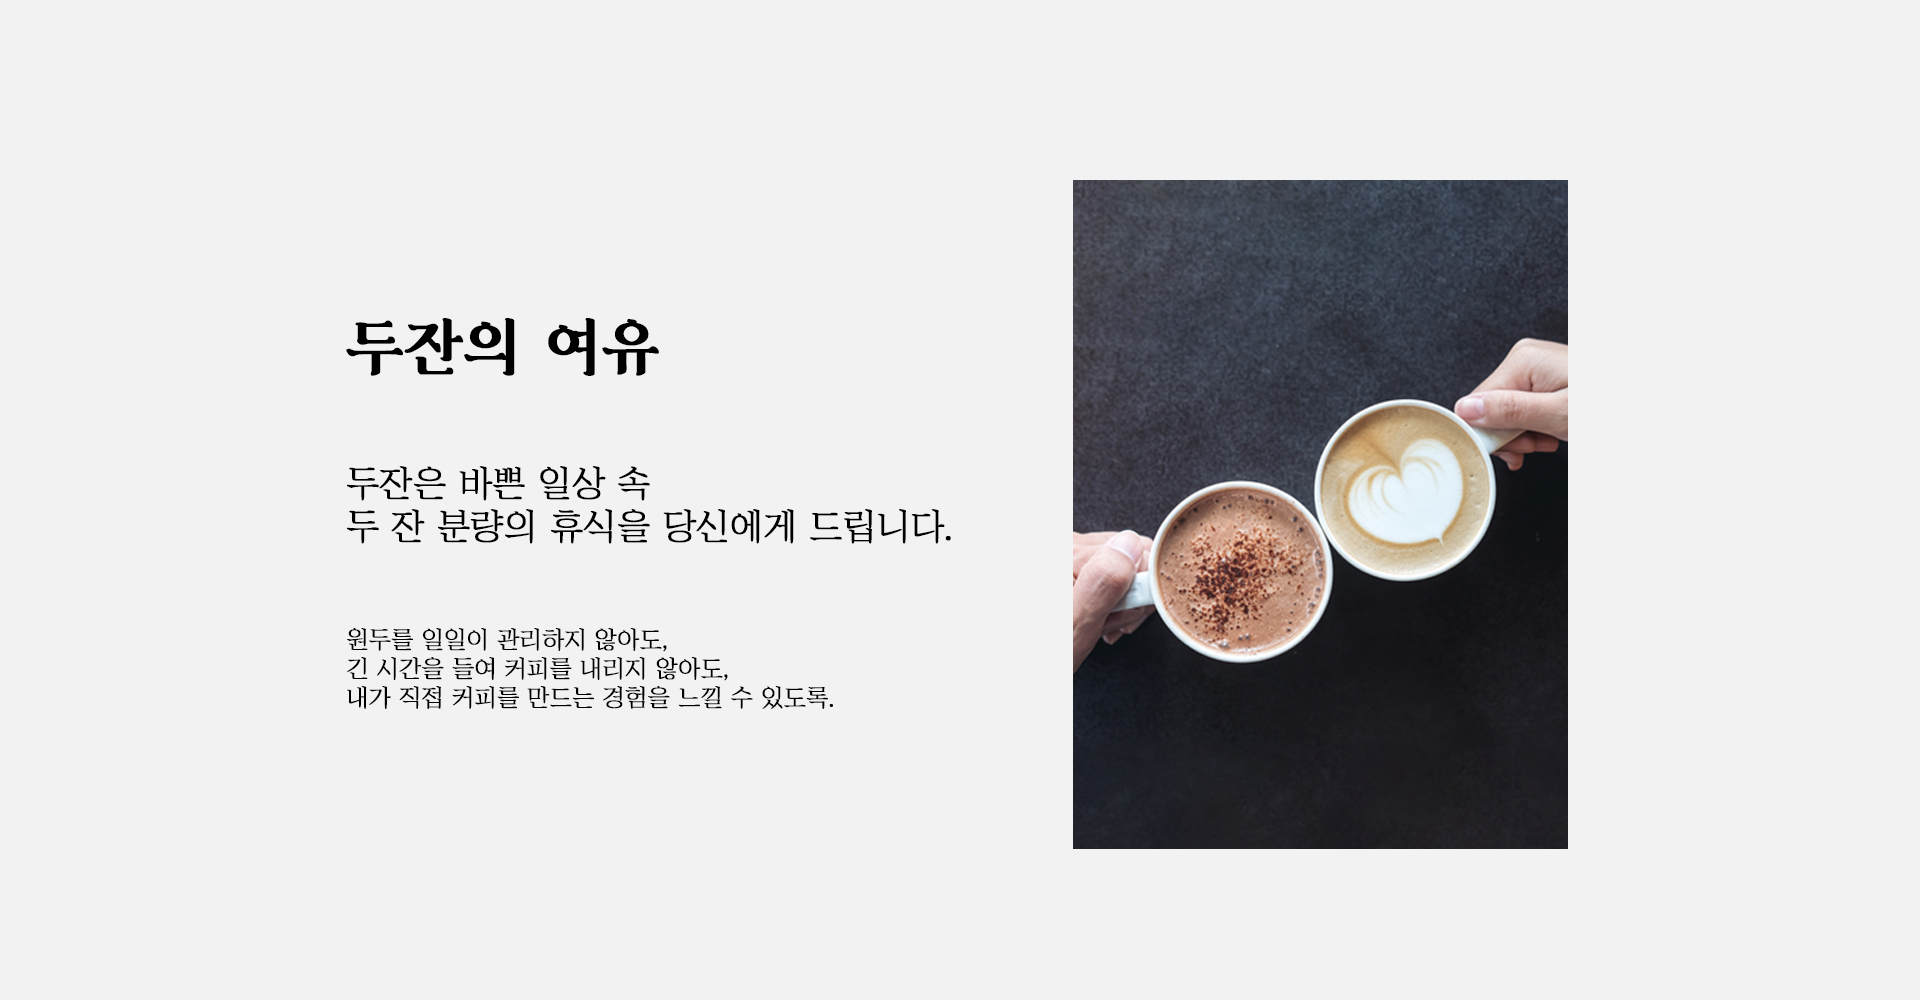 두잔의 여유
두잔은 바쁜 일상 속
두 잔 분량의 휴식을 당신에게 드립니다.
원두를 일일이 관리하지 않아도,
긴 시간을 들여 커피를 내리지 않아도,
내가 직접 커피를 만드는 경험을 느낄 수 있도록.